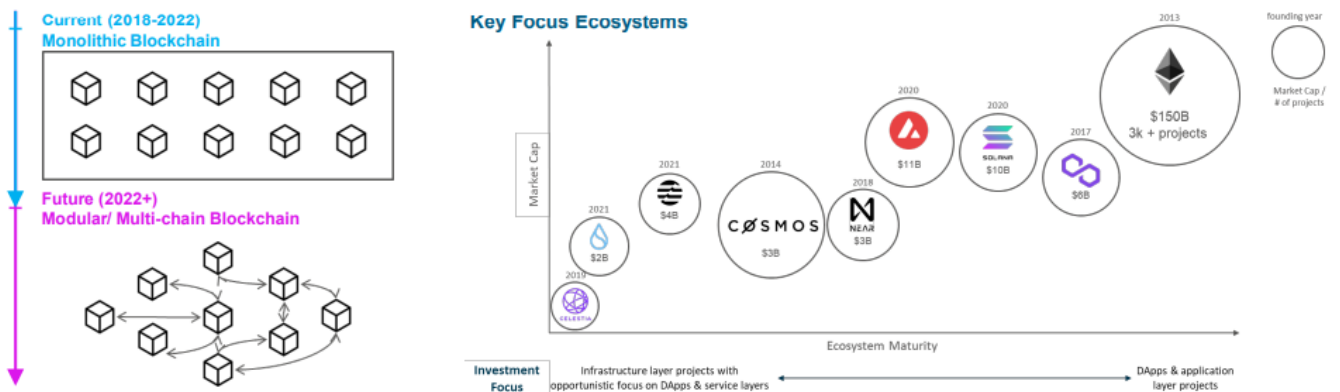 Current (2018-2022)
Monolithic Blockchain
Future (2022+)
Modular/ Multi-chain Blockchain
Key Focus Ecosystems
founding year
Market Cap /
# of projects
Market Cap
2019
CELESTIA
2021
$2B
2021
$4B
2014
COSMOS
$3B
2018
NEAR
$3B
2020
$11B
2020
SOLANA
$10B
2017
$6B
2013
$150B
3k + projects
Ecosystem Maturity
Investment
Focus
Infrastructure layer projects with
opportunistic focus on DApps & service layers
DApps & application
layer projects